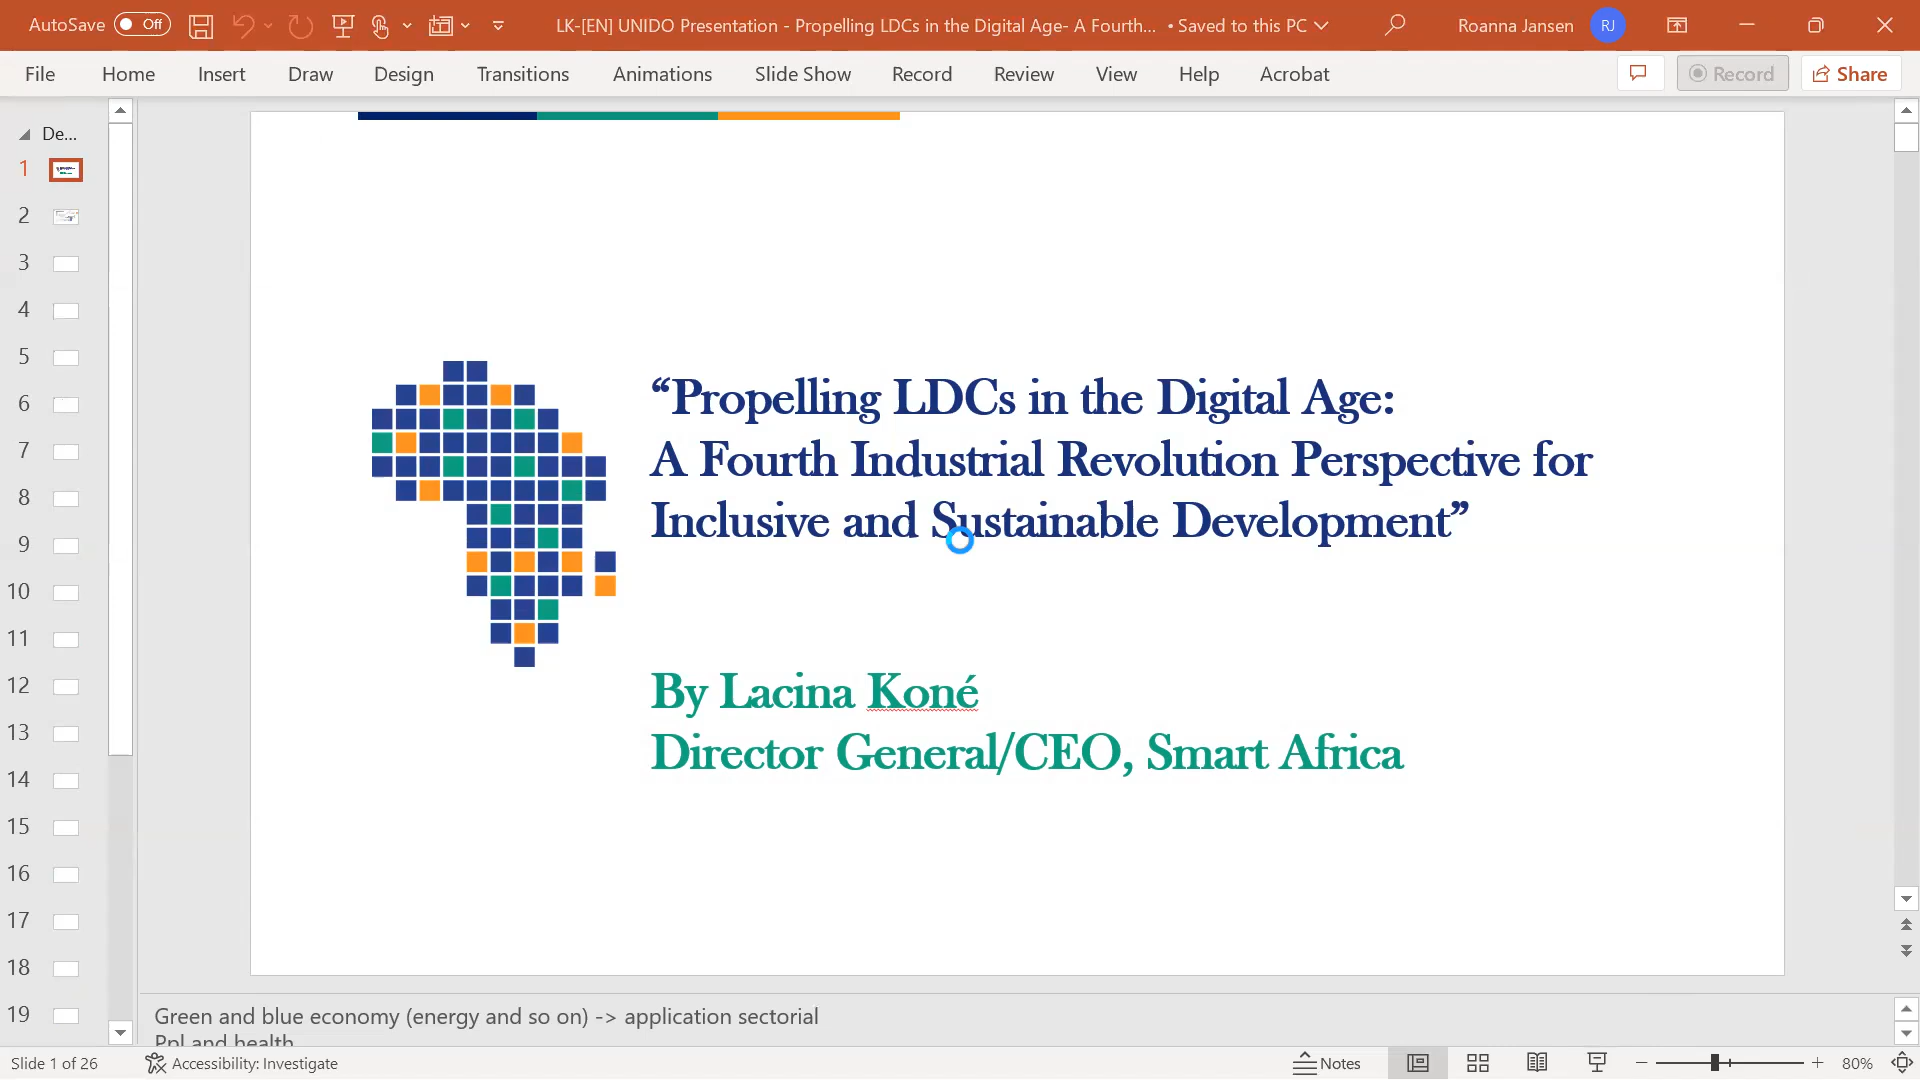 AutoSave Off LK-[EN] UNIDO Presentation - Propelling LDCs in the Digital Age- A Fourth... • Saved to this PC Roanna Jansen RJ
File Home Insert Draw Design Transitions Animations Slide Show Record Review View Help Acrobat Record Share
De...
1
2
3
4
5
6
7
8
9
10
11
12
13
14
15
16
17
18
19
“Propelling LDCs in the Digital Age:
A Fourth Industrial Revolution Perspective for
Inclusive and Sustainable Development”
By Lacina Koné
Director General/CEO, Smart Africa
Green and blue economy (energy and so on) -> application sectorial
Ppl and health
Slide 1 of 26 Accessibility: Investigate Notes 80%